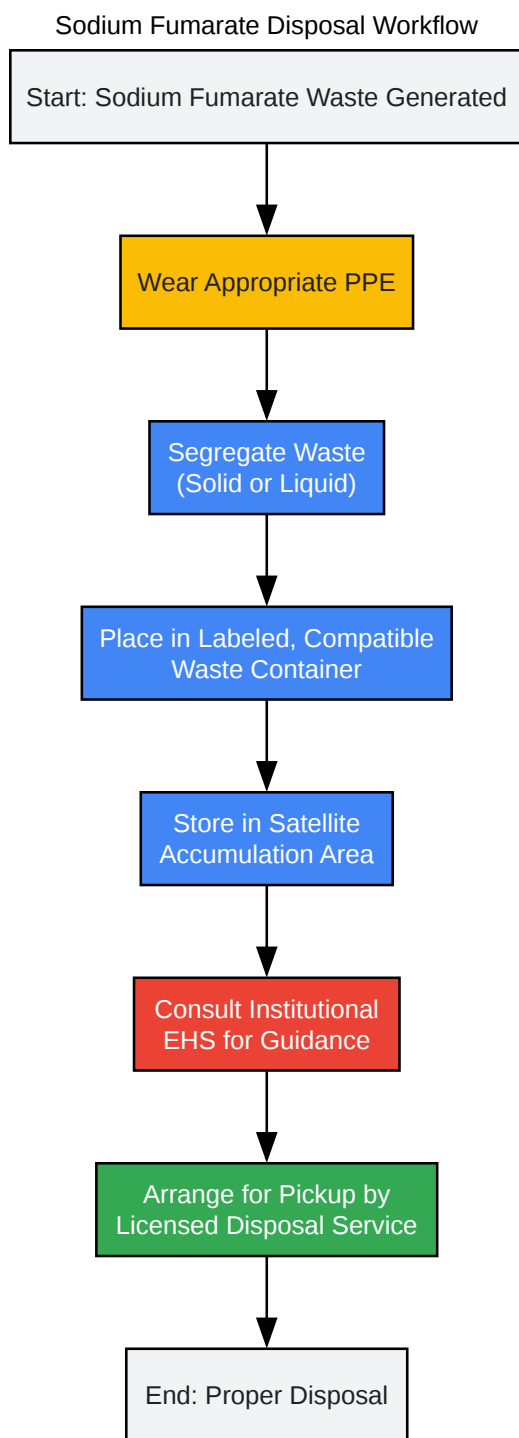 Sodium Fumarate Disposal Workflow
Start: Sodium Fumarate Waste Generated
Wear Appropriate PPE
Segregate Waste
(Solid or Liquid)
Place in Labeled, Compatible
Waste Container
Store in Satellite
Accumulation Area
Consult Institutional
EHS for Guidance
Arrange for Pickup by
Licensed Disposal Service
End: Proper Disposal